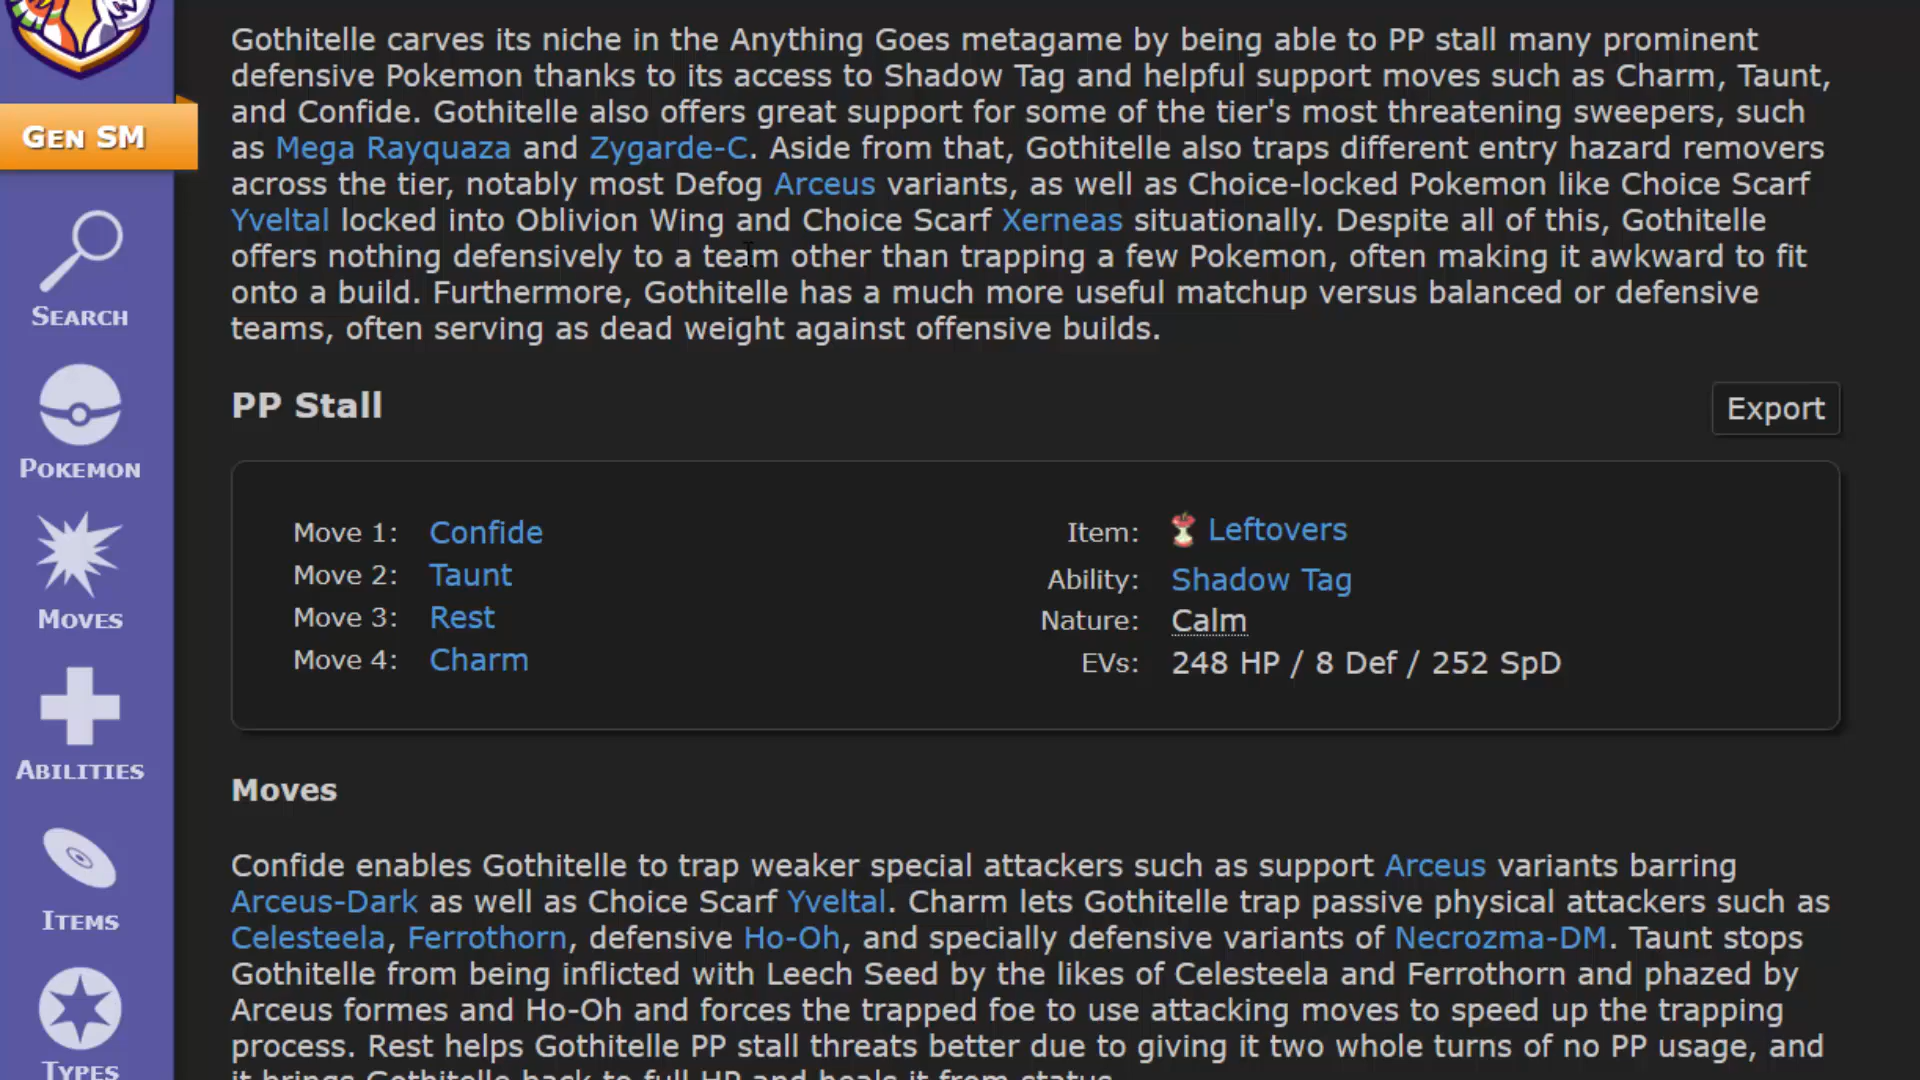 Gothitelle carves its niche in the Anything Goes metagame by being able to PP stall many prominent
defensive Pokemon thanks to its access to Shadow Tag and helpful support moves such as Charm, Taunt,
and Confide. Gothitelle also offers great support for some of the tier's most threatening sweepers, such
as Mega Rayquaza and Zygarde-C. Aside from that, Gothitelle also traps different entry hazard removers
across the tier, notably most Defog Arceus variants, as well as Choice-locked Pokemon like Choice Scarf
Yveltal locked into Oblivion Wing and Choice Scarf Xerneas situationally. Despite all of this, Gothitelle
offers nothing defensively to a team other than trapping a few Pokemon, often making it awkward to fit
onto a build. Furthermore, Gothitelle has a much more useful matchup versus balanced or defensive
teams, often serving as dead weight against offensive builds.
GEN SM
SEARCH
POKEMON
MOVES
ABILITIES
ITEMS
TYPES
PP Stall
Export
Move 1: Confide
Move 2: Taunt
Move 3: Rest
Move 4: Charm
Item: Leftovers
Ability: Shadow Tag
Nature: Calm
EVs: 248 HP / 8 Def / 252 SpD
Moves
Confide enables Gothitelle to trap weaker special attackers such as support Arceus variants barring
Arceus-Dark as well as Choice Scarf Yveltal. Charm lets Gothitelle trap passive physical attackers such as
Celesteela, Ferrothorn, defensive Ho-Oh, and specially defensive variants of Necrozma-DM. Taunt stops
Gothitelle from being inflicted with Leech Seed by the likes of Celesteela and Ferrothorn and phazed by
Arceus formes and Ho-Oh and forces the trapped foe to use attacking moves to speed up the trapping
process. Rest helps Gothitelle PP stall threats better due to giving it two whole turns of no PP usage, and
it brings Gothitelle back to full HP and heals it from status.